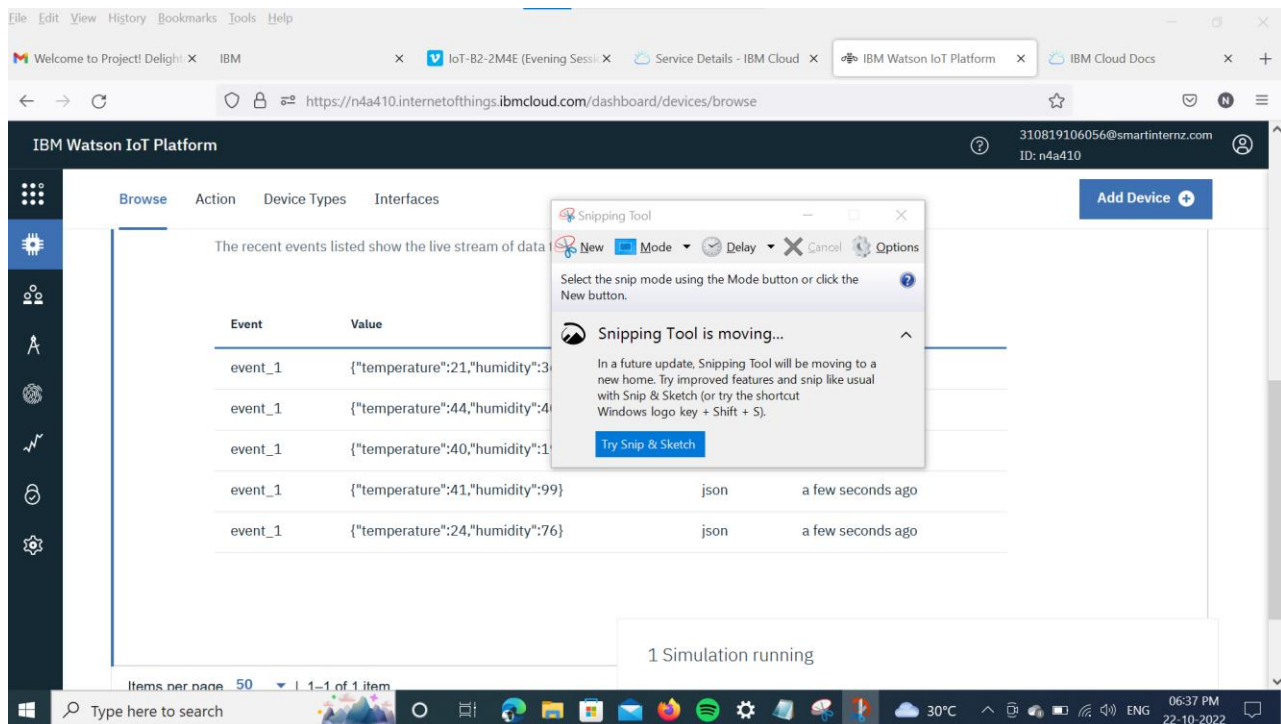 File Edit View History Bookmarks Tools Help
Welcome to Project! Delight
IBM
IoT-B2-2M4E (Evening Sessi
Service Details - IBM Cloud
IBM Watson IoT Platform
IBM Cloud Docs
https://n4a410.internetofthings.ibmcloud.com/dashboard/devices/browse
N
IBM Watson IoT Platform
310819106056@smartinternz.com
ID: n4a410
Browse Action Device Types Interfaces
Add Device
The recent events listed show the live stream of data
Snipping Tool
New Mode Delay Cancel Options
Select the snip mode using the Mode button or click the
New button.
Snipping Tool is moving...
In a future update, Snipping Tool will be moving to a
new home. Try improved features and snip like usual
with Snip & Sketch (or try the shortcut
Windows logo key + Shift + S).
Try Snip & Sketch
Event Value
event_1 {"temperature":21,"humidity":3
event_1 {"temperature":44,"humidity":4
event_1 {"temperature":40,"humidity":1
event_1 {"temperature":41,"humidity":99} json a few seconds ago
event_1 {"temperature":24,"humidity":76} json a few seconds ago
1 Simulation running
Items per page 50 | 1–1 of 1 item
Type here to search
30°C
ENG
06:37 PM
22-10-2022